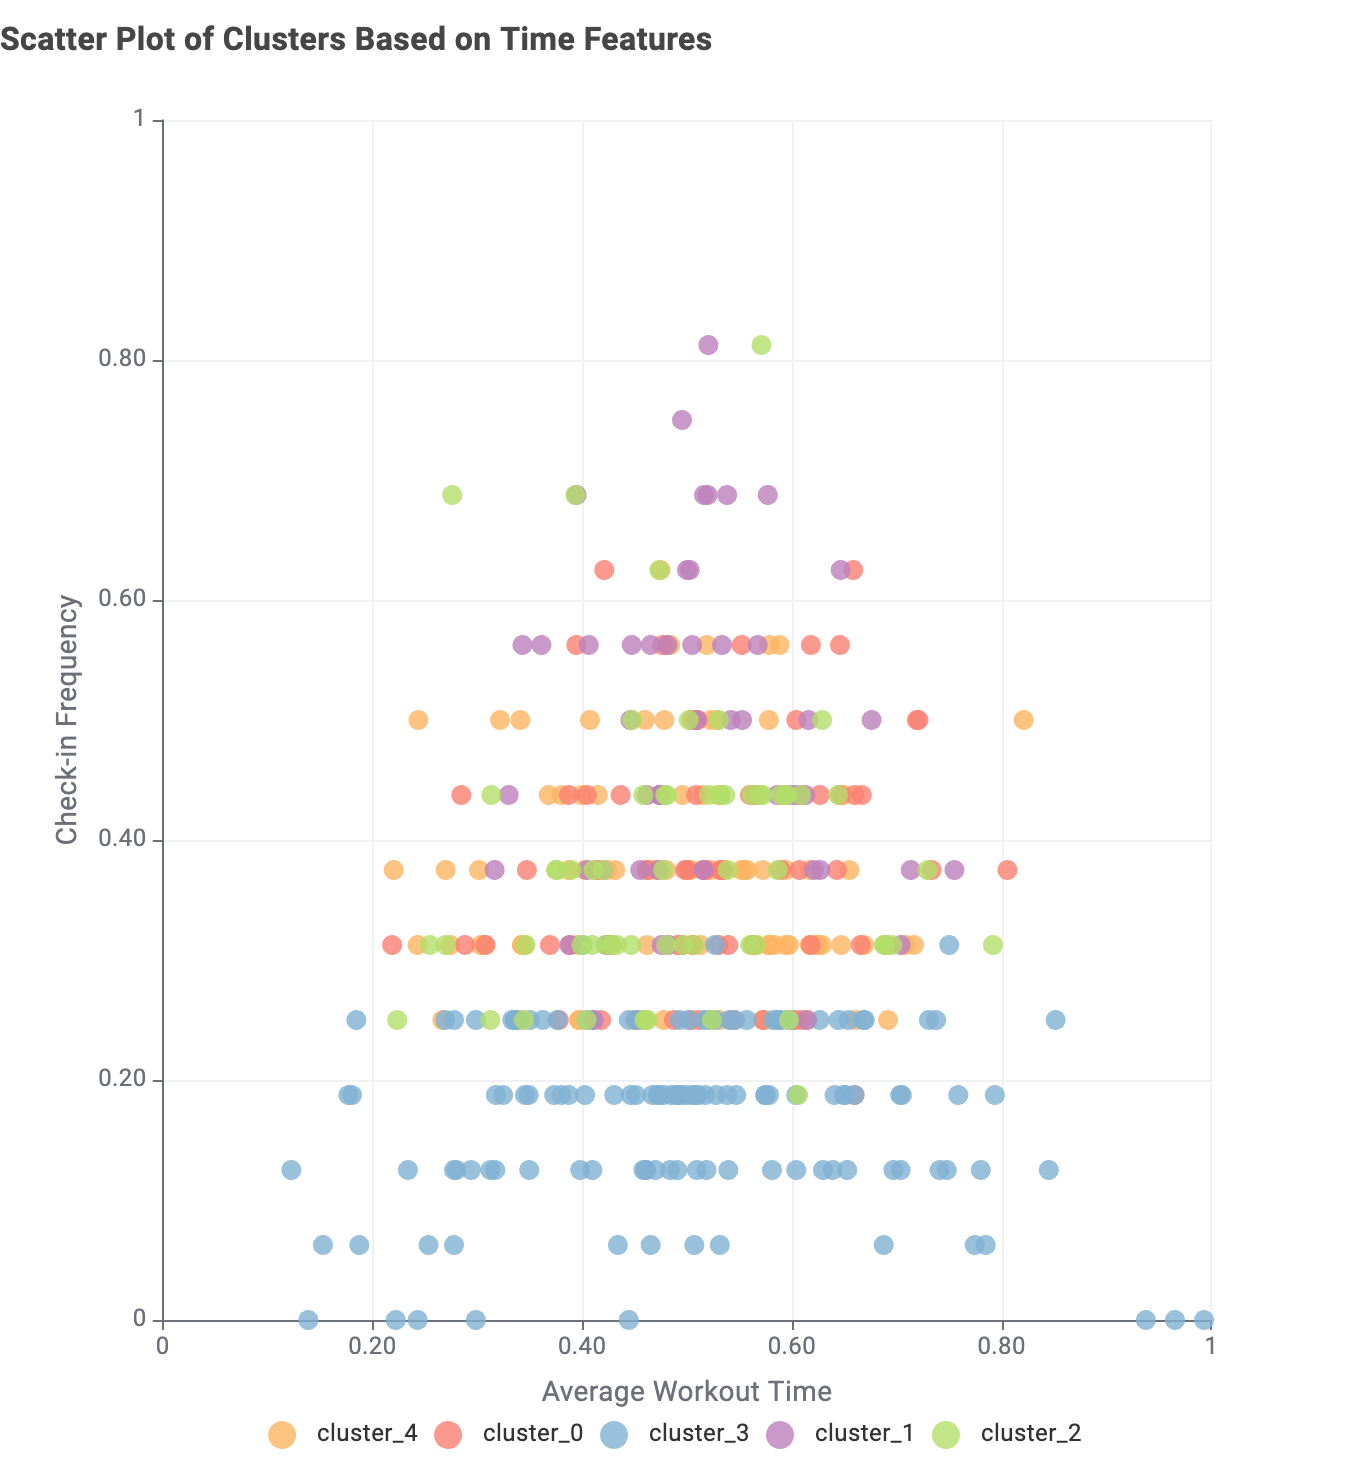 Scatter Plot of Clusters Based on Time Features
1
0.80
0.60
0.40
0.20
0
Check-in Frequency
0 0.20 0.40 0.60 0.80 1
Average Workout Time
cluster_4 cluster_0 cluster_3 cluster_1 cluster_2